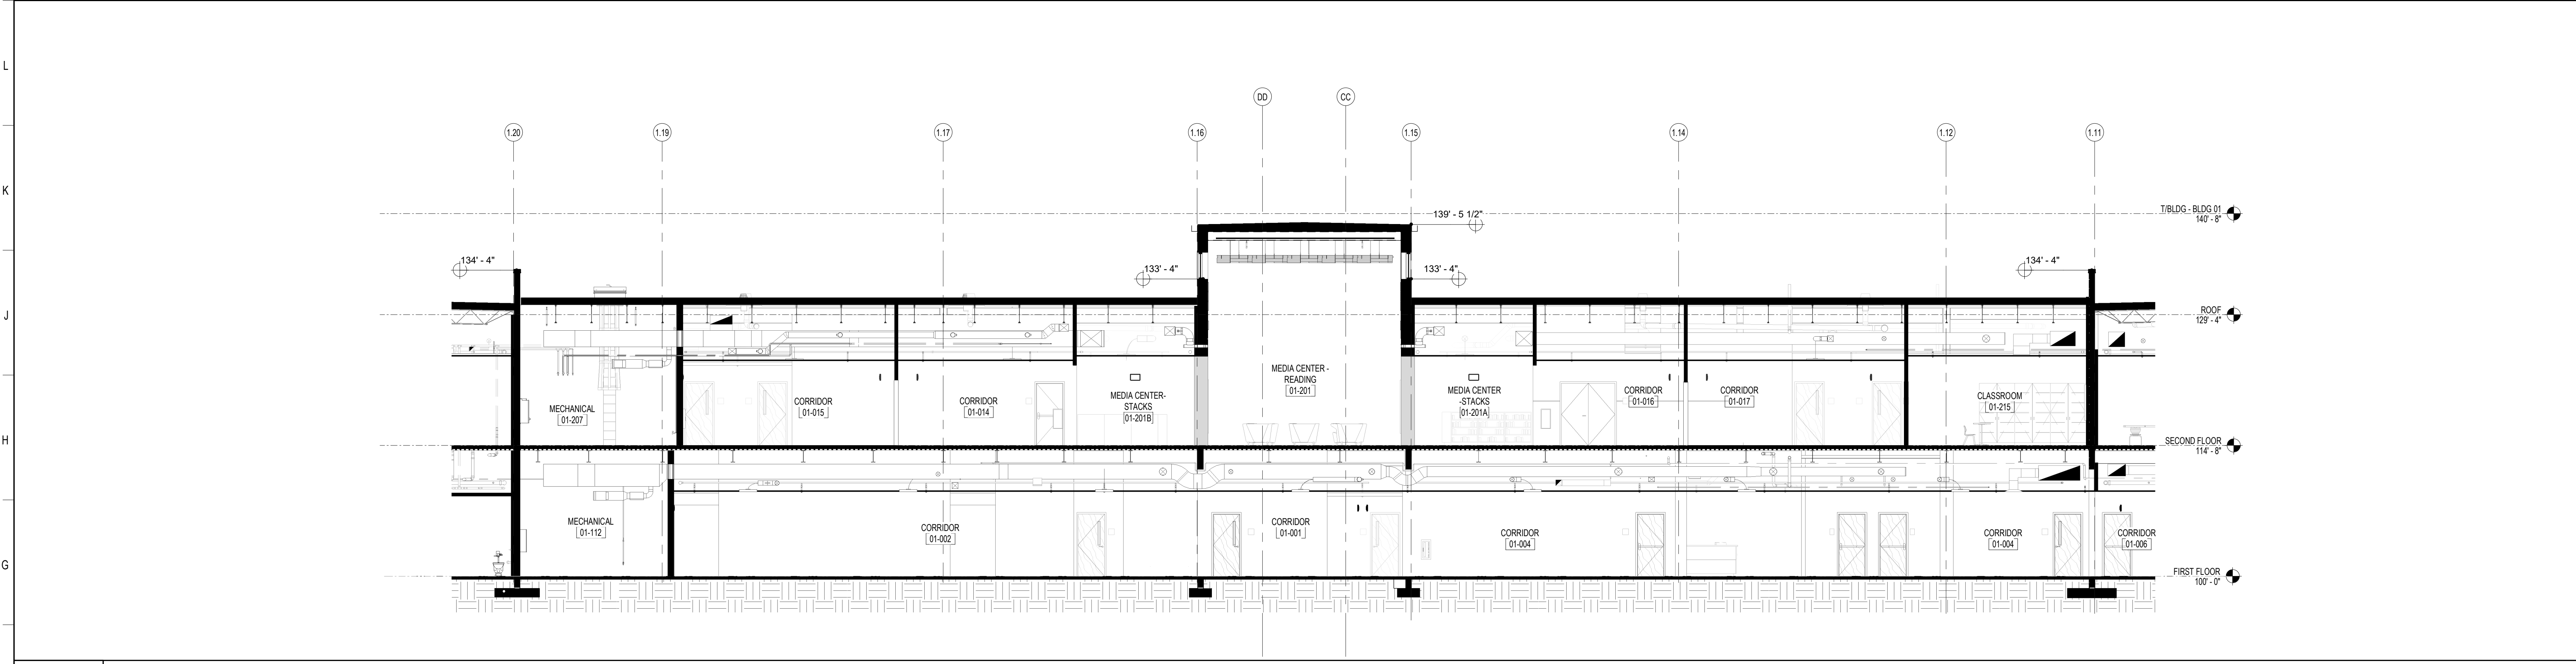 L
DD
CC
1.20
1.19
1.17
1.16
1.15
1.14
1.12
1.11
K
139' - 5 1/2"
T/BLDG - BLDG 01
140' - 8"
134' - 4"
133' - 4"
133' - 4"
134' - 4"
J
ROOF
129' - 4"
MECHANICAL
01-207
CORRIDOR
01-015
CORRIDOR
01-014
MEDIA CENTER-
STACKS
01-201B
MEDIA CENTER -
READING
01-201
MEDIA CENTER
-STACKS
01-201A
CORRIDOR
01-016
CORRIDOR
01-017
CLASSROOM
01-215
H
SECOND FLOOR
114' - 8"
MECHANICAL
01-112
CORRIDOR
01-002
CORRIDOR
01-001
CORRIDOR
01-004
CORRIDOR
01-004
CORRIDOR
01-006
G
FIRST FLOOR
100' - 0"